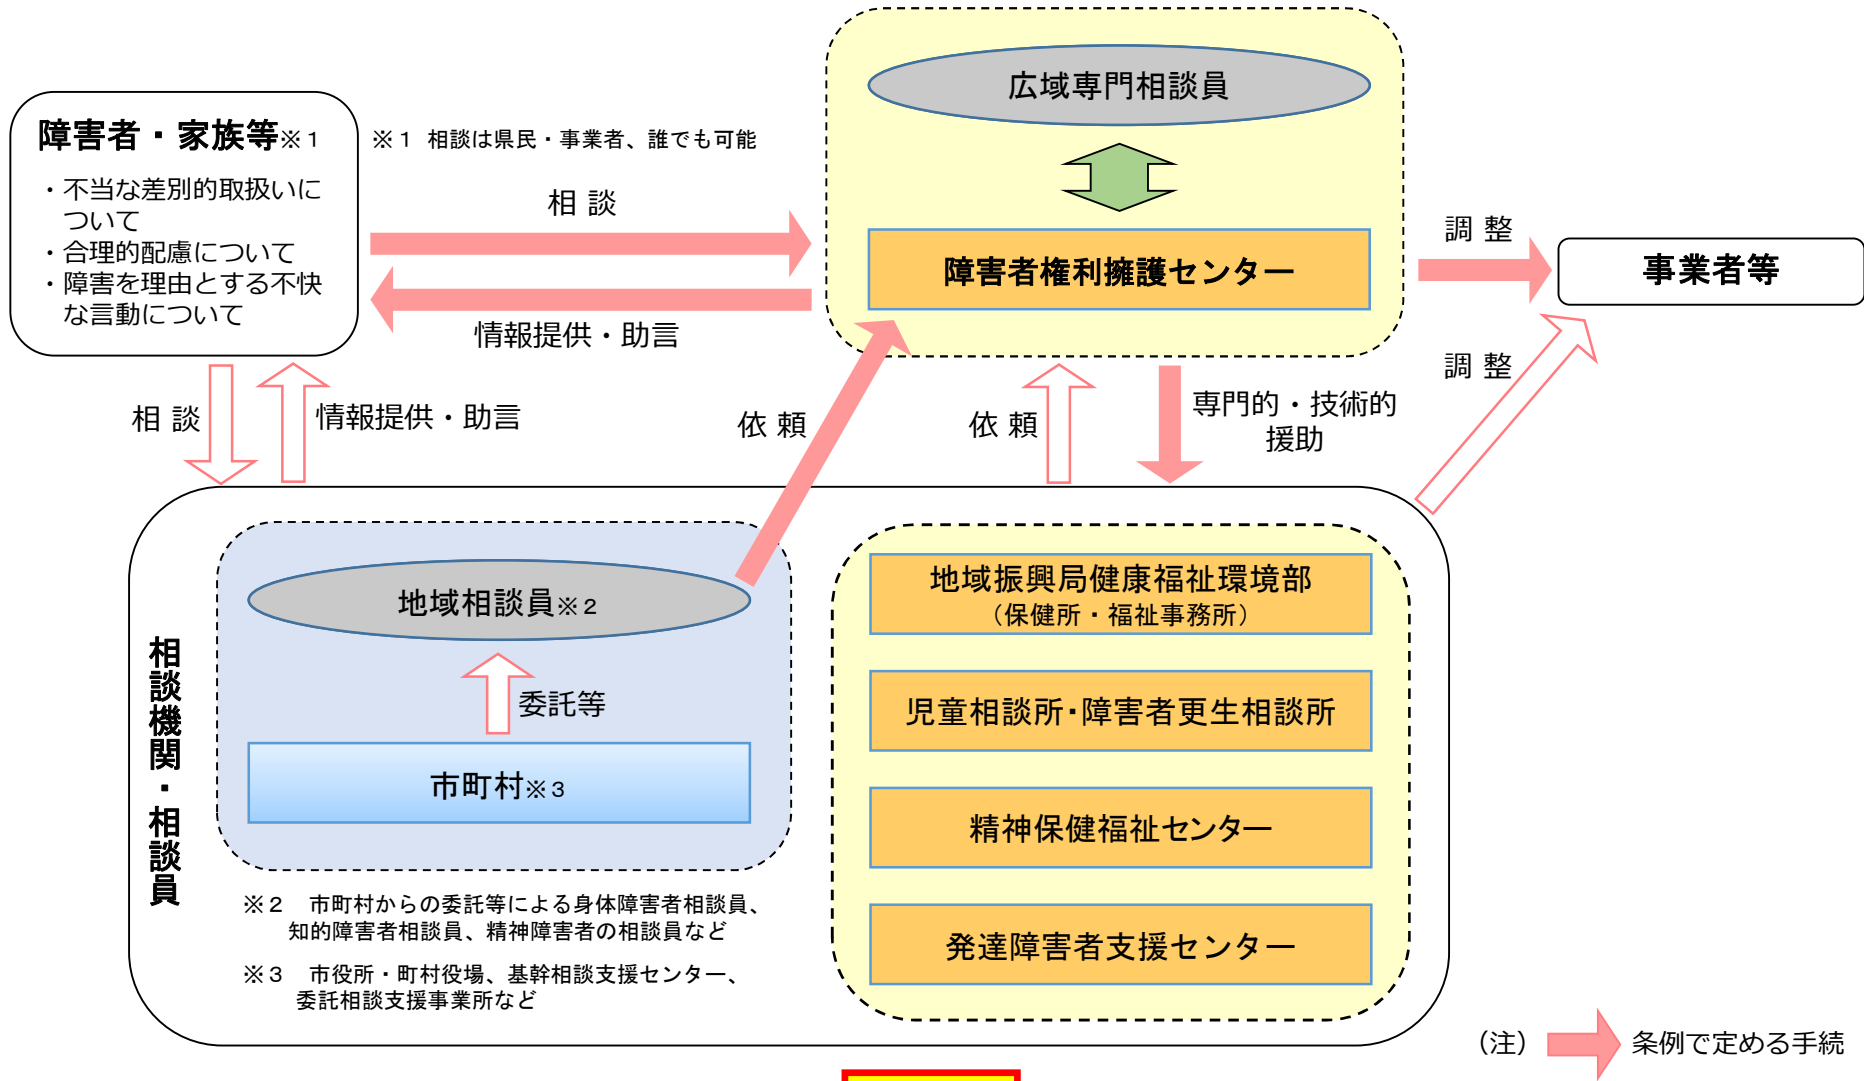 広域専門相談員
障害者・家族等※１
※１ 相談は県民・事業者、誰でも可能
・不当な差別的取扱いに
ついて
・合理的配慮について
・障害を理由とする不快
な言動について
相 談
情報提供・助言
障害者権利擁護センター
調 整
事業者等
調 整
相 談
情報提供・助言
依 頼
依 頼
専門的・技術的
援助
相談機関・相談員
地域相談員※２
委託等
市町村※３
※２ 市町村からの委託等による身体障害者相談員、
知的障害者相談員、精神障害者の相談員など
※３ 市役所・町村役場、基幹相談支援センター、
委託相談支援事業所など
地域振興局健康福祉環境部
（保健所・福祉事務所）
児童相談所・障害者更生相談所
精神保健福祉センター
発達障害者支援センター
（注） 条例で定める手続